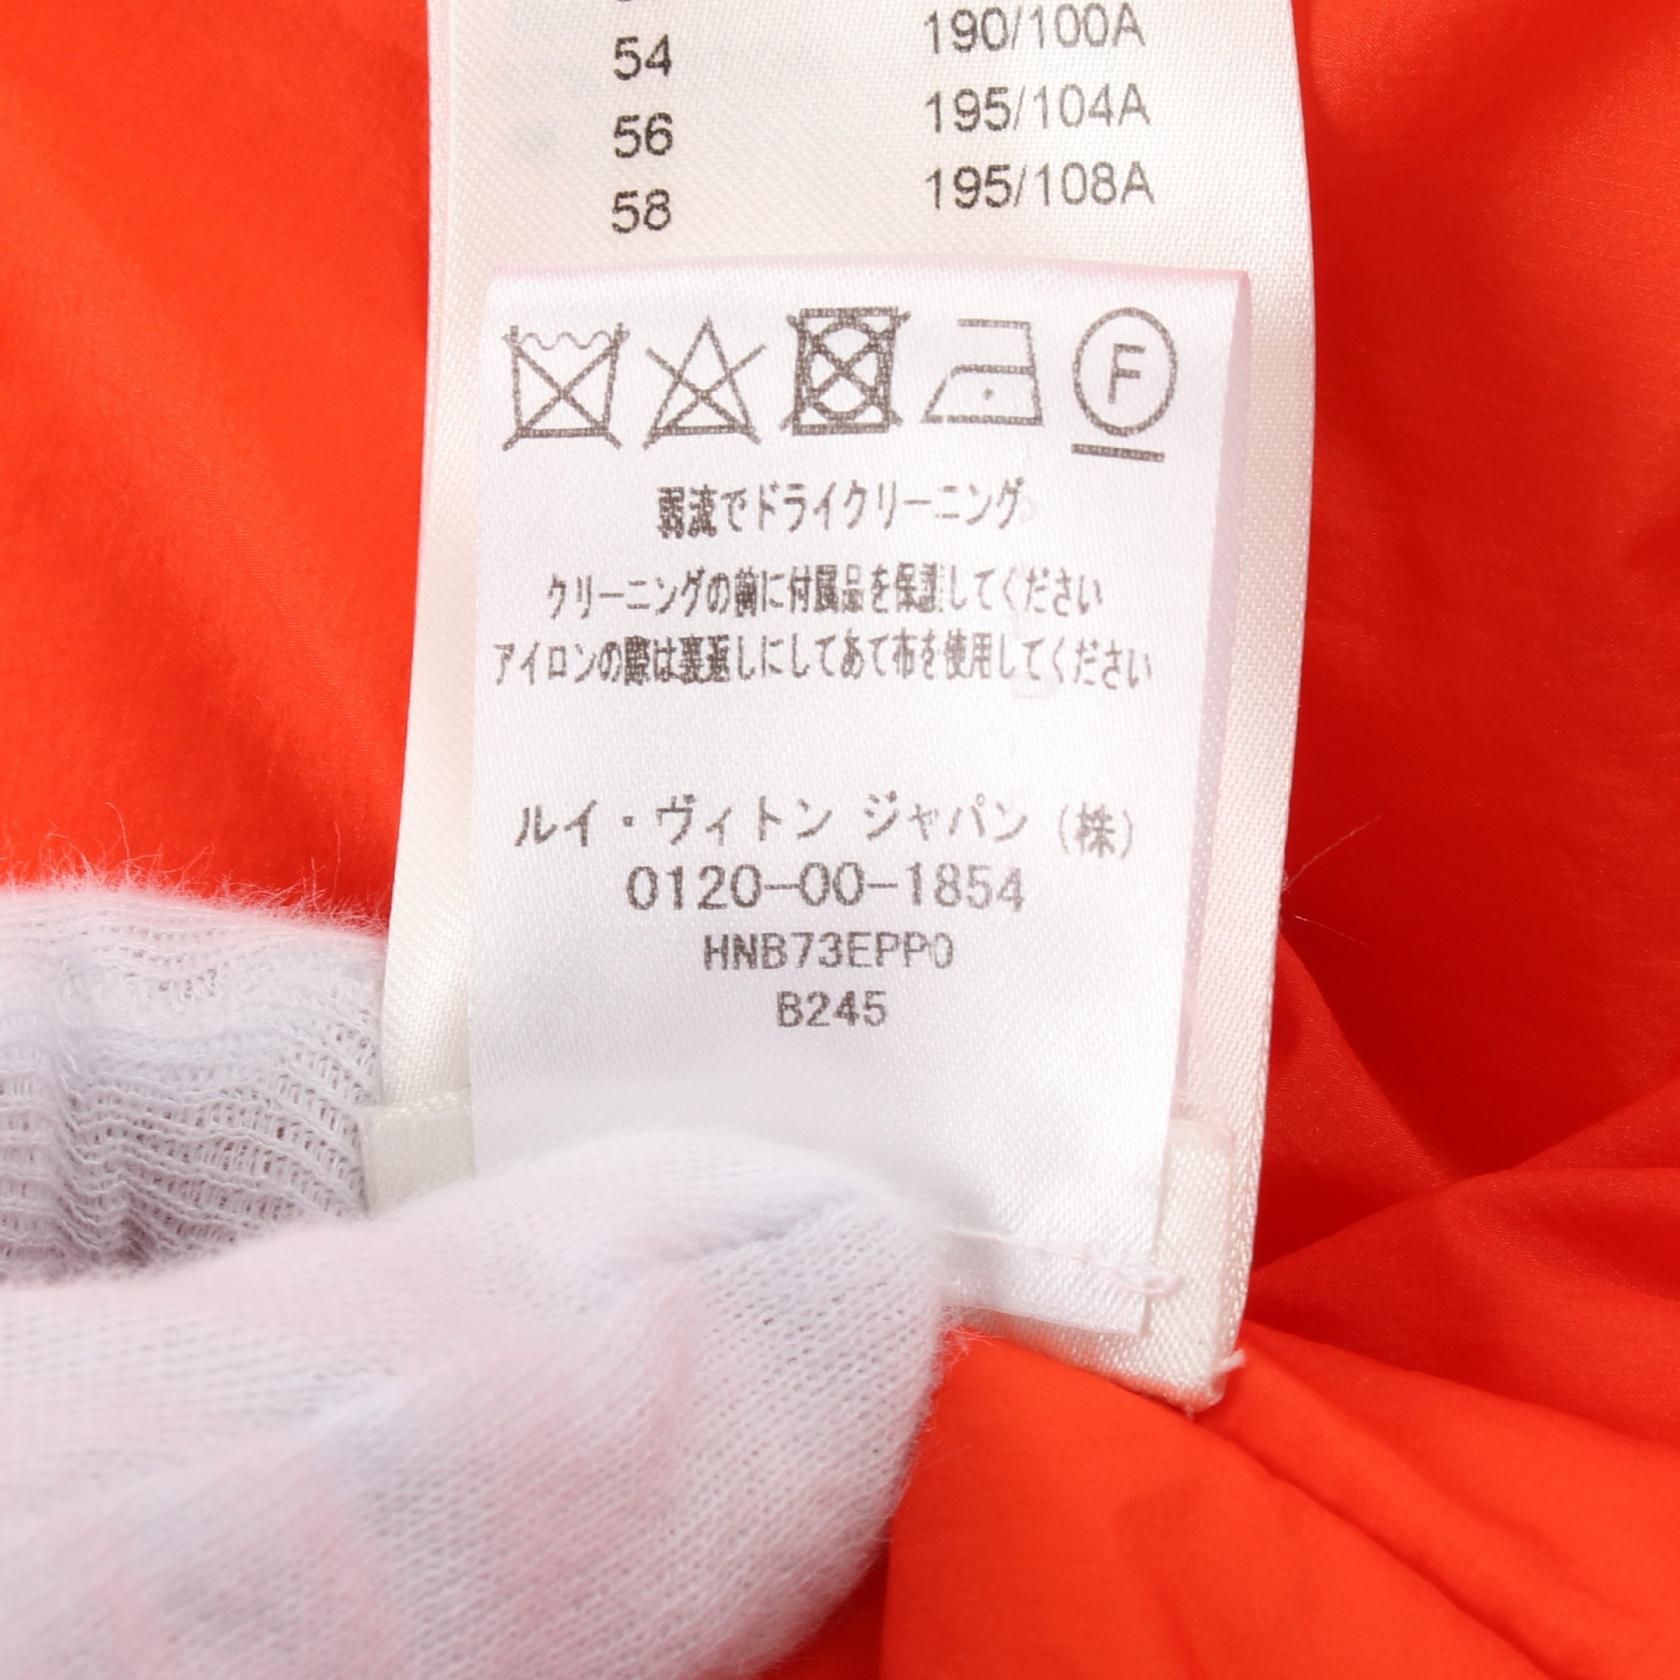 54 190/100A
56 195/104A
58 195/108A
F
弱流でドライクリーニング
クリーニングの前に付属品を保護してください
アイロンの際は裏返しにしてあて布を使用してください
ルイ・ヴィトン ジャパン (株)
0120-00-1854
HNB73EPP0
B245